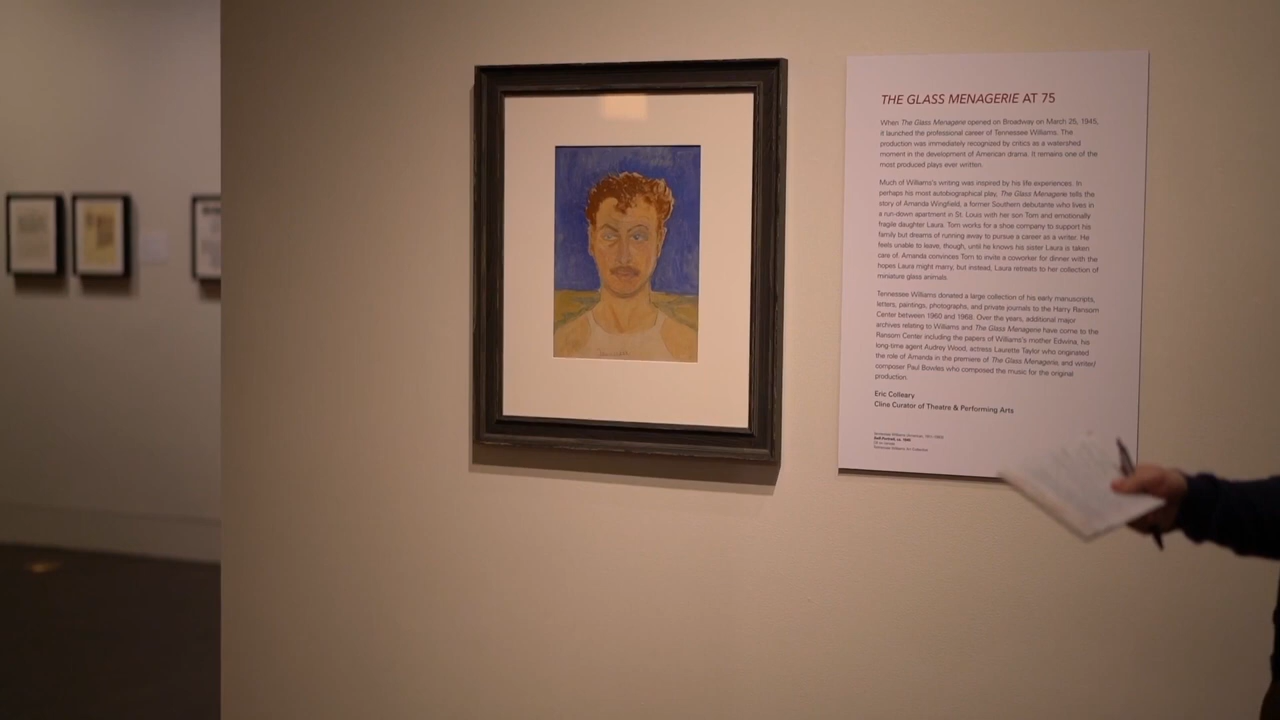 THE GLASS MENAGERIE AT 75
When The Glass Menagerie opened on Broadway on March 25, 1945,
it launched the professional career of Tennessee Williams. The
production was immediately recognized by critics as a watershed
moment in the development of American drama. It remains one of the
most produced plays ever written.
Much of Williams's writing was inspired by his life experiences. In
perhaps his most autobiographical play, The Glass Menagerie tells the
story of Amanda Wingfield, a former Southern debutante who lives in
a run-down apartment in St. Louis with her son Tom and emotionally
fragile daughter Laura. Tom works for a shoe company to support his
family but dreams of running away to pursue a career as a writer. He
feels unable to leave, though, until he knows his sister Laura is taken
care of. Amanda convinces Tom to invite a coworker for dinner with the
hopes Laura might marry, but instead, Laura retreats to her collection of
miniature glass animals.
Tennessee Williams donated a large collection of his early manuscripts,
letters, paintings, photographs, and private journals to the Harry Ransom
Center between 1960 and 1968. Over the years, additional major
archives relating to Williams and The Glass Menagerie have come to the
Ransom Center including the papers of Williams's mother Edwina, his
long-time agent Audrey Wood, actress Laurette Taylor who originated
the role of Amanda in the premiere of The Glass Menagerie, and writer/
composer Paul Bowles who composed the music for the original
production.
Eric Colleary
Cline Curator of Theatre & Performing Arts
Tennessee Williams
Self-Portrait
Tennessee Williams Art Collection